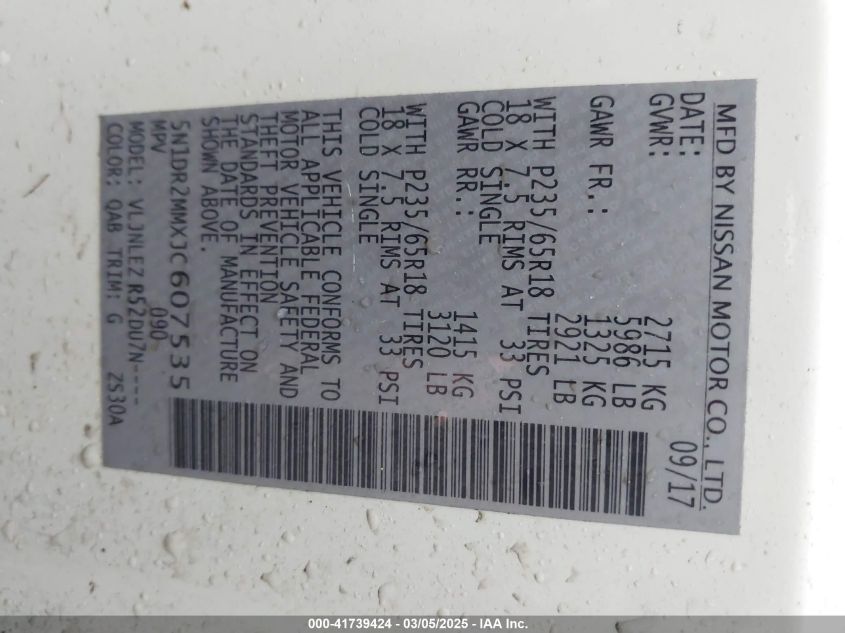 MFD BY NISSAN MOTOR CO., LTD.
DATE: 09/17
GVWR: 2715 KG
5986 LB
GAWR FR.: 1325 KG
2921 LB
WITH P235/65R18 TIRES
18 X 7.5 RIMS AT 33 PSI
COLD SINGLE
GAWR RR.: 1415 KG
3120 LB
WITH P235/65R18 TIRES
18 X 7.5 RIMS AT 33 PSI
COLD SINGLE
THIS VEHICLE CONFORMS TO
ALL APPLICABLE FEDERAL
MOTOR VEHICLE SAFETY AND
THEFT PREVENTION
STANDARDS IN EFFECT ON
THE DATE OF MANUFACTURE
SHOWN ABOVE.
5N1DR2MMXJC607535
MPV 090
MODEL: VLJNLEZ R52DU7N----
COLOR: QAB TRIM: G Z530A
000-41739424 - 03/05/2025 - IAA Inc.